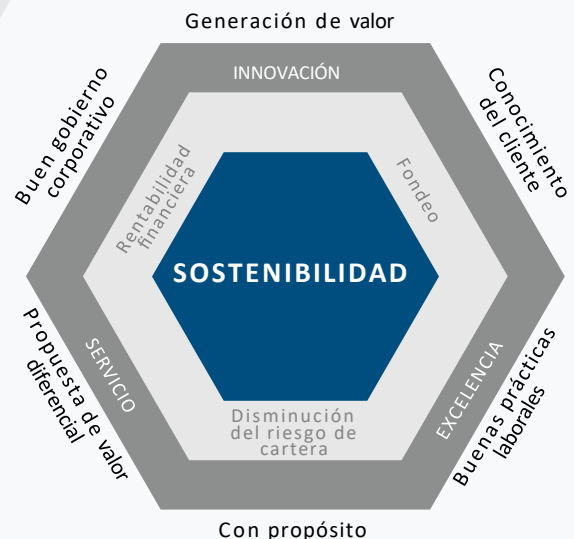 Generación de valor
INNOVACIÓN
Buen gobierno
corporativo
Conocimiento
del cliente
Rentabilidad
financiera
Fondeo
SOSTENIBILIDAD
Propuesta de valor
diferencial
SERVICIO
EXCELENCIA
Buenas prácticas
laborales
Disminución
del riesgo de
cartera
Con propósito